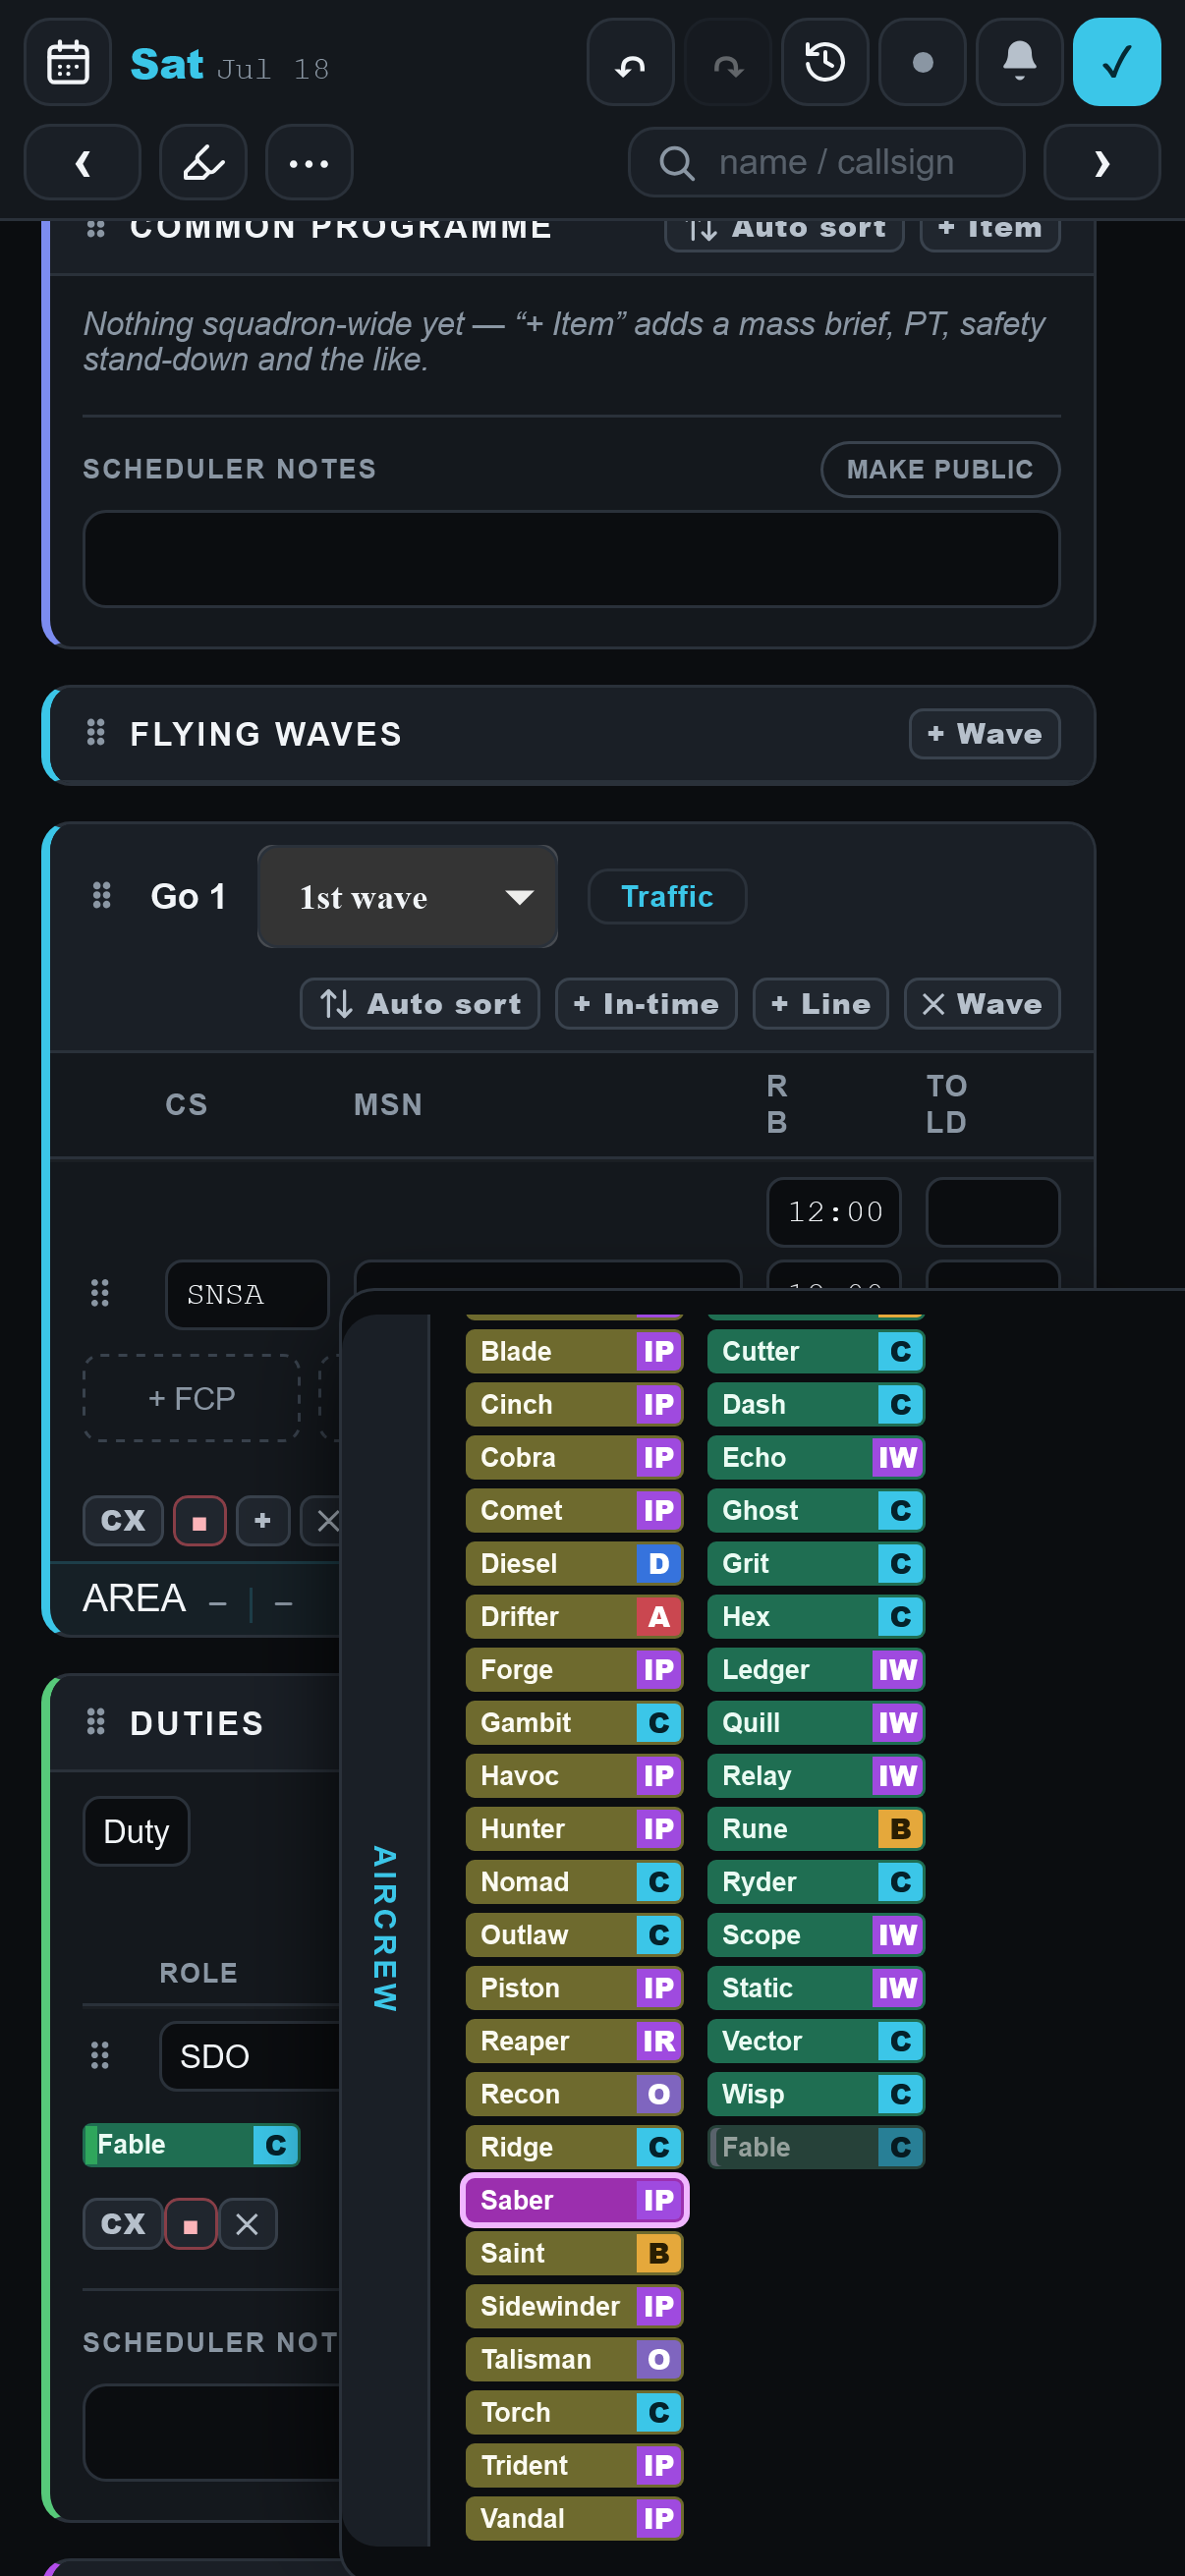 Sat Jul 18
name / callsign
COMMON PROGRAMME
Auto sort
+ Item
Nothing squadron-wide yet — “+ Item” adds a mass brief, PT, safety
stand-down and the like.
SCHEDULER NOTES
MAKE PUBLIC
FLYING WAVES
+ Wave
Go 1
1st wave
Traffic
Auto sort
+ In-time
+ Line
× Wave
CS
MSN
R
B
TO
LD
12:00
SNSA
+ FCP
CX
+
×
AREA – | –
DUTIES
Duty
ROLE
SDO
Fable C
CX
×
SCHEDULER NOT
AIRCREW
Blade IP
Cinch IP
Cobra IP
Comet IP
Diesel D
Drifter A
Forge IP
Gambit C
Havoc IP
Hunter IP
Nomad C
Outlaw C
Piston IP
Reaper IR
Recon O
Ridge C
Saber IP
Saint B
Sidewinder IP
Talisman O
Torch C
Trident IP
Vandal IP
Cutter C
Dash C
Echo IW
Ghost C
Grit C
Hex C
Ledger IW
Quill IW
Relay IW
Rune B
Ryder C
Scope IW
Static IW
Vector C
Wisp C
Fable C